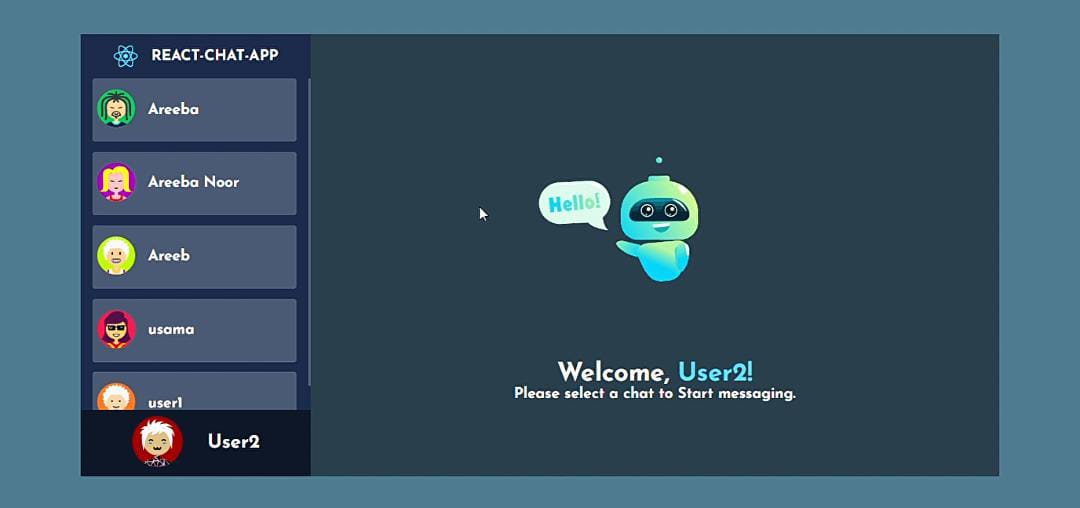 REACT-CHAT-APP
Areeba
Areeba Noor
Areeb
usama
user1
User2
Hello!
Welcome, User2!
Please select a chat to Start messaging.